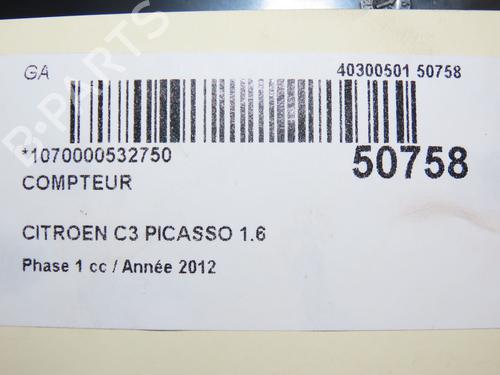 GA
40300501 50758
*1070000532750
50758
COMPTEUR
CITROEN C3 PICASSO 1.6
Phase 1 cc / Année 2012
B-PARTS